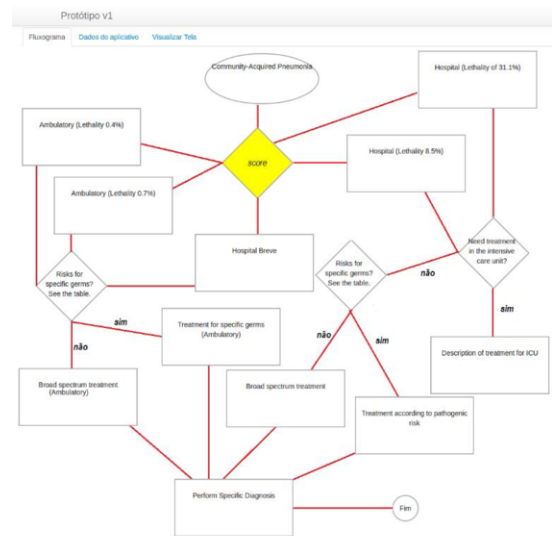 Protótipo v1
Fluxograma
Dados do aplicativo
Visualizar Tela
Community-Acquired Pneumonia
Hospital (Lethality of 31.1%)
Ambulatory (Lethality 0.4%)
score
Hospital (Lethality 8.5%)
Ambulatory (Lethality 0.7%)
Hospital Breve
Need treatment
in the intensive
care unit?
Risks for
specific germs?
See the table.
Risks for
specific germs?
See the table.
não
sim
sim
não
Treatment for specific germs
(Ambulatory)
não
sim
Description of treatment for ICU
Broad spectrum treatment
(Ambulatory)
Broad spectrum treatment
Treatment according to pathogenic
risk
Perform Specific Diagnosis
Fim